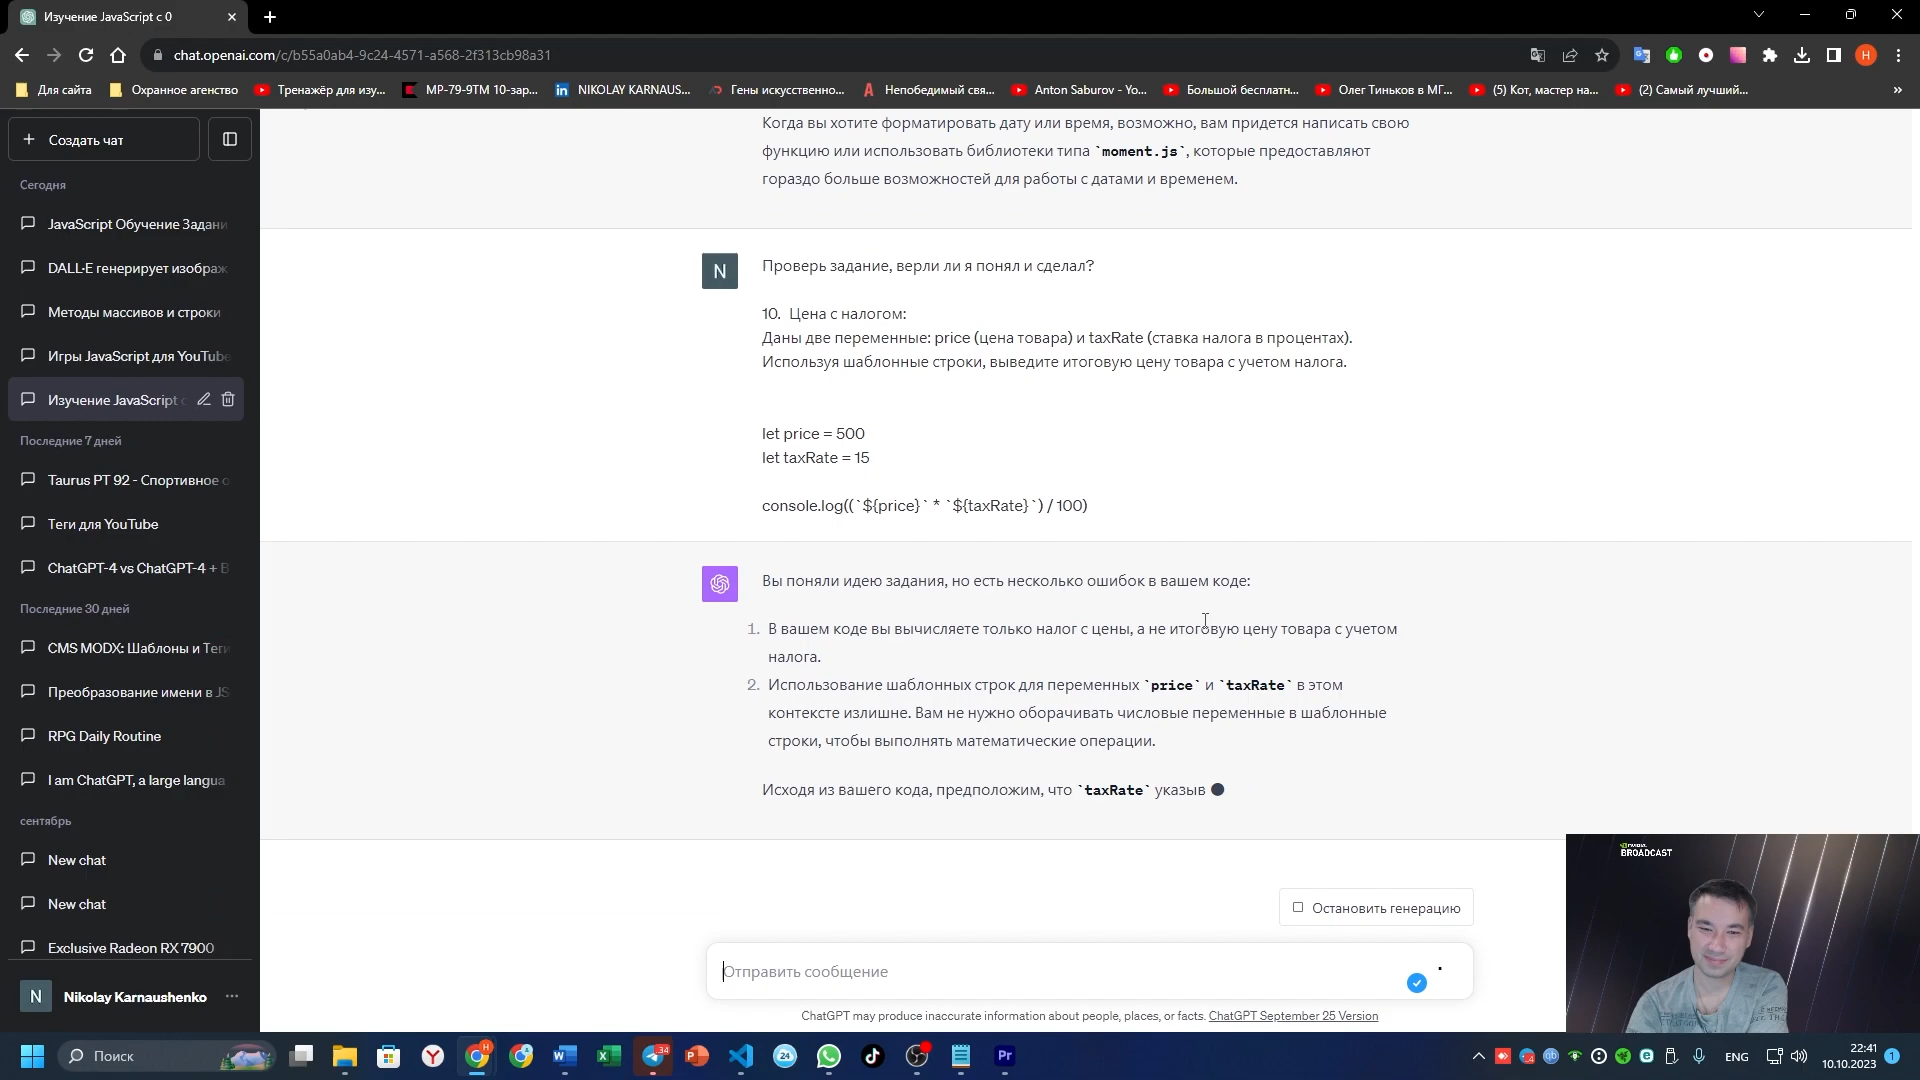 Изучение JavaScript с 0
chat.openai.com/c/b55a0ab4-9c24-4571-a568-2f313cb98a31
Для сайта
Охранное агенство
Тренажёр для изу...
МР-79-9ТМ 10-зар...
NIKOLAY KARNAUS...
Гены искусственно...
Непобедимый свя...
Anton Saburov - Yo...
Большой бесплатн...
Олег Тиньков в МГ...
(5) Кот, мастер на...
(2) Самый лучший...
»
H
+ Создать чат
Сегодня
JavaScript Обучение Задани
DALL-E генерирует изображ
Методы массивов и строки
Игры JavaScript для YouTube
Изучение JavaScript с
Последние 7 дней
Taurus PT 92 - Спортивное о
Теги для YouTube
ChatGPT-4 vs ChatGPT-4 + B
Последние 30 дней
CMS MODX: Шаблоны и Теги
Преобразование имени в JS
RPG Daily Routine
I am ChatGPT, a large langua
сентябрь
New chat
New chat
Exclusive Radeon RX 7900
N
Nikolay Karnaushenko
...
Когда вы хотите форматировать дату или время, возможно, вам придется написать свою
функцию или использовать библиотеки типа `moment.js`, которые предоставляют
гораздо больше возможностей для работы с датами и временем.
N
Проверь задание, верли ли я понял и сделал?
10. Цена с налогом:
Даны две переменные: price (цена товара) и taxRate (ставка налога в процентах).
Используя шаблонные строки, выведите итоговую цену товара с учетом налога.
let price = 500
let taxRate = 15
console.log((`${price}` * `${taxRate}`) / 100)
Вы поняли идею задания, но есть несколько ошибок в вашем коде:
1. В вашем коде вы вычисляете только налог с цены, а не итоговую цену товара с учетом
налога.
2. Использование шаблонных строк для переменных `price` и `taxRate` в этом
контексте излишне. Вам не нужно оборачивать числовые переменные в шаблонные
строки, чтобы выполнять математические операции.
Исходя из вашего кода, предположим, что `taxRate` указыв
Остановить генерацию
Отправить сообщение
ChatGPT may produce inaccurate information about people, places, or facts. ChatGPT September 25 Version
NVIDIA
BROADCAST
Поиск
34
24
Pr
ENG
22:41
10.10.2023
1